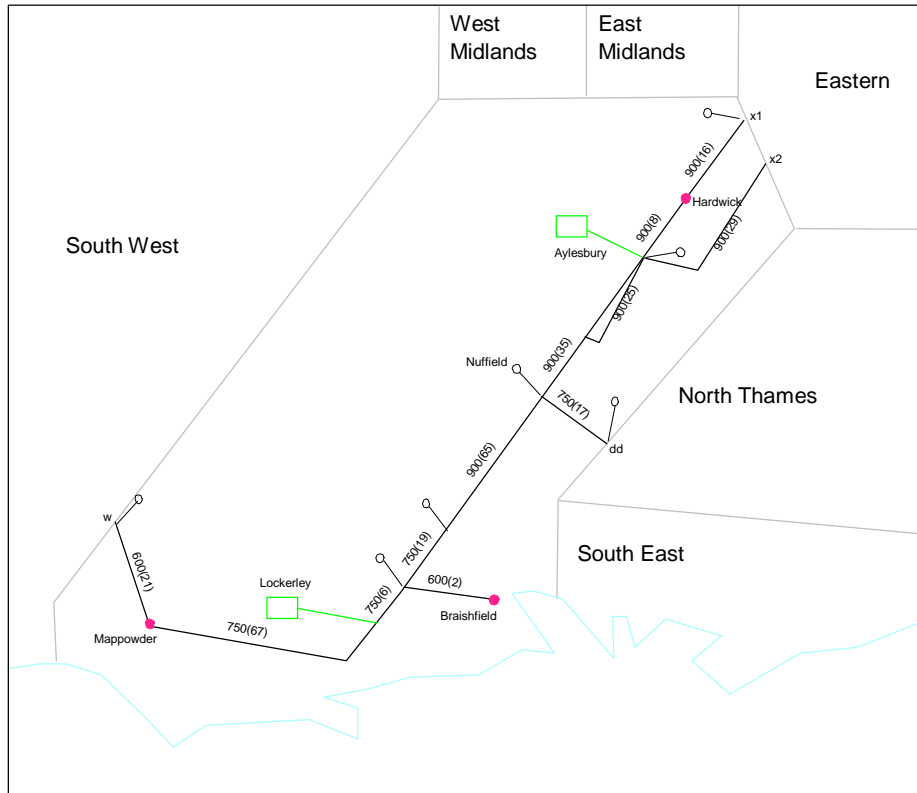 West
Midlands
East
Midlands
Eastern
x1
x2
900(16)
Hardwick
900(8)
900(29)
South West
Aylesbury
900(25)
900(35)
Nuffield
750(17)
North Thames
dd
900(65)
w
750(19)
South East
600(21)
Lockerley
750(6)
600(2)
Braishfield
Mappowder
750(67)